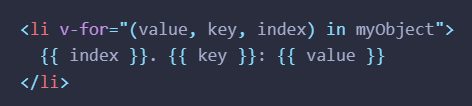 <li v-for="(value, key, index) in myObject">
{{ index }}. {{ key }}: {{ value }}
</li>